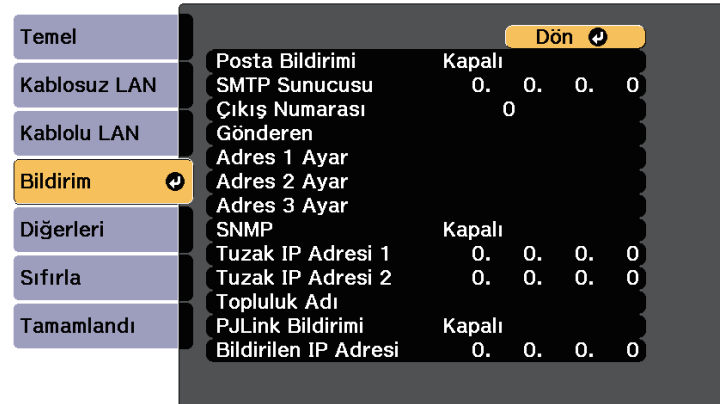 Temel
Kablosuz LAN
Kablolu LAN
Bildirim
Diğerleri
Sıfırla
Tamamlandı
Dön
Posta Bildirimi Kapalı
SMTP Sunucusu 0. 0. 0. 0
Çıkış Numarası 0
Gönderen
Adres 1 Ayar
Adres 2 Ayar
Adres 3 Ayar
SNMP Kapalı
Tuzak IP Adresi 1 0. 0. 0. 0
Tuzak IP Adresi 2 0. 0. 0. 0
Topluluk Adı
PJLink Bildirimi Kapalı
Bildirilen IP Adresi 0. 0. 0. 0